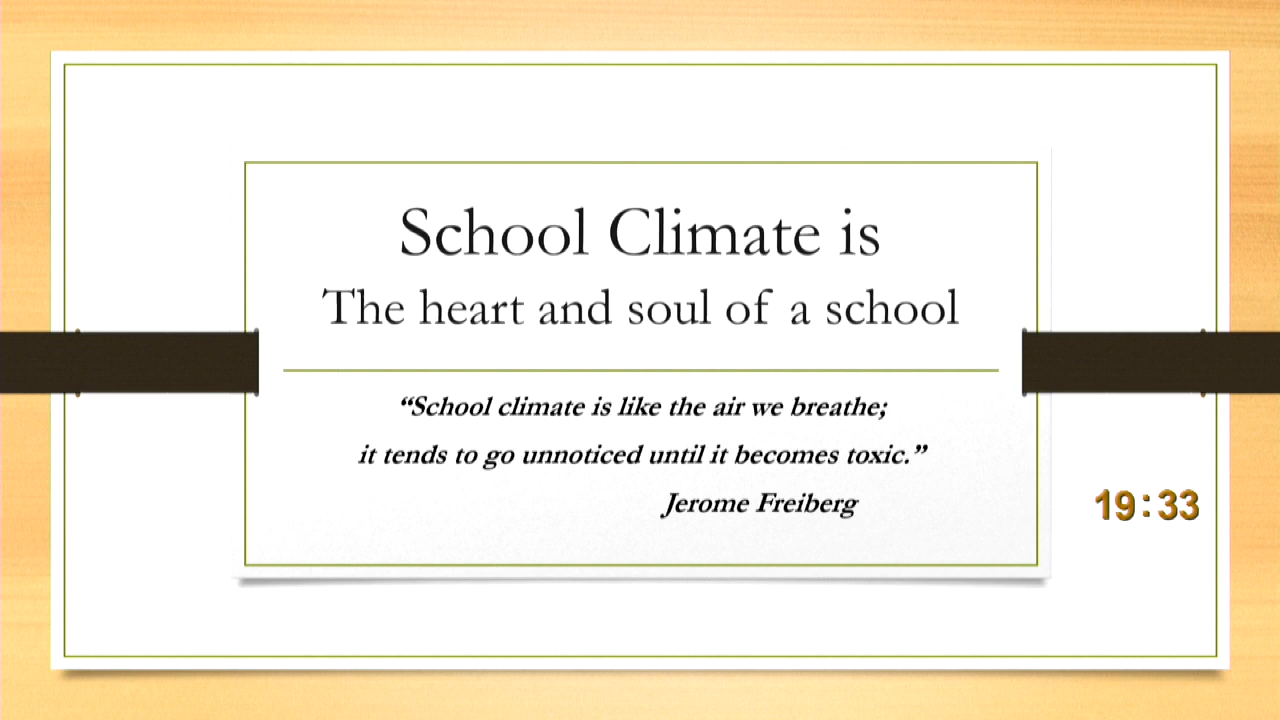 School Climate is
The heart and soul of a school
“School climate is like the air we breathe;
it tends to go unnoticed until it becomes toxic.”
Jerome Freiberg
19:33